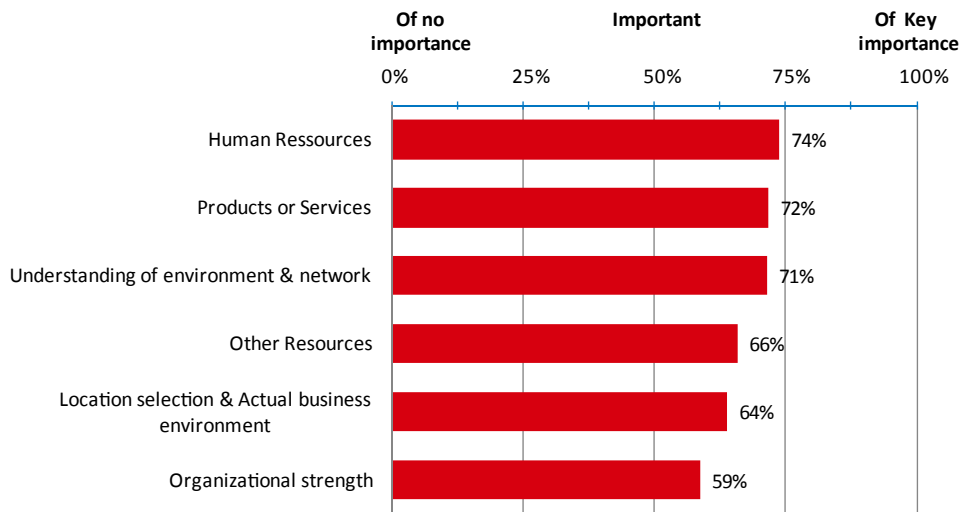 Of no importance
Important
Of Key importance
0%
25%
50%
75%
100%
Human Ressources
74%
Products or Services
72%
Understanding of environment & network
71%
Other Resources
66%
Location selection & Actual business
environment
64%
Organizational strength
59%